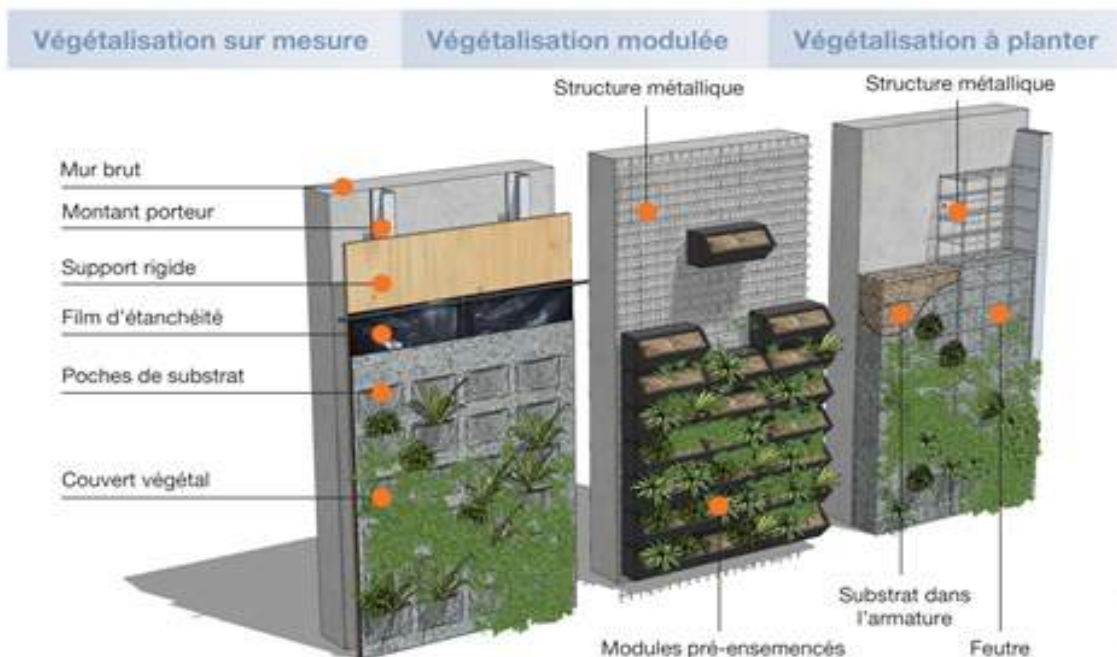 Végétalisation sur mesure
Végétalisation modulée
Végétalisation à planter
Structure métallique
Structure métallique
Mur brut
Montant porteur
Support rigide
Film d'étanchéité
Poches de substrat
Couvert végétal
Substrat dans
l'armature
Modules pré-ensemencés
Feutre